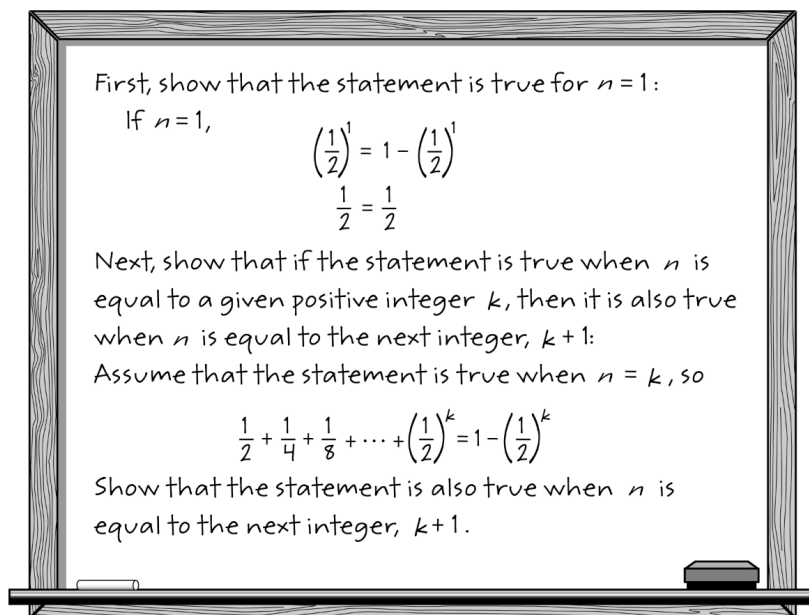 First, show that the statement is true for n = 1:
If n = 1,
(1/2)^1 = 1 - (1/2)^1
1/2 = 1/2
Next, show that if the statement is true when n is
equal to a given positive integer k, then it is also true
when n is equal to the next integer, k + 1:
Assume that the statement is true when n = k, so
1/2 + 1/4 + 1/8 + ⋯ + (1/2)^k = 1 - (1/2)^k
Show that the statement is also true when n is
equal to the next integer, k + 1.